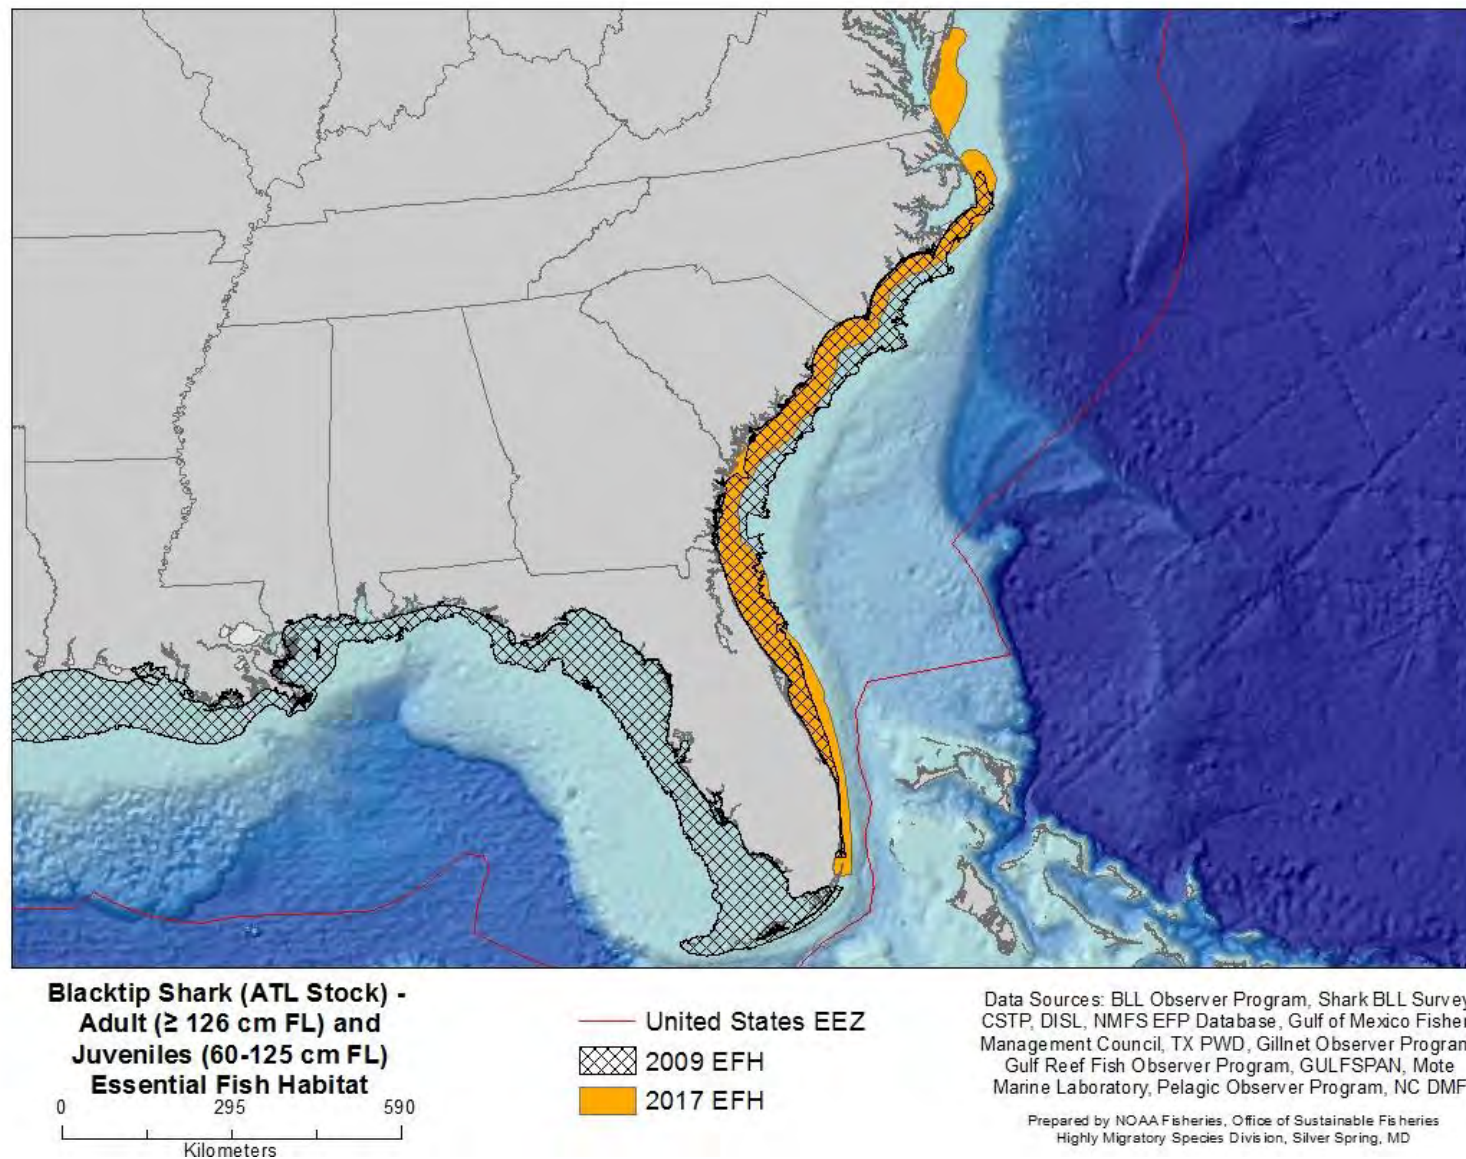 Blacktip Shark (ATL Stock) -
Adult (≥ 126 cm FL) and
Juveniles (60-125 cm FL)
Essential Fish Habitat
0 295 590
Kilometers
United States EEZ
2009 EFH
2017 EFH
Data Sources: BLL Observer Program, Shark BLL Survey
CSTP, DISL, NMFS EFP Database, Gulf of Mexico Fisher
Management Council, TX PWD, Gillnet Observer Program
Gulf Reef Fish Observer Program, GULFSPAN, Mote
Marine Laboratory, Pelagic Observer Program, NC DMF
Prepared by NOAA Fisheries, Office of Sustainable Fisheries
Highly Migratory Species Division, Silver Spring, MD